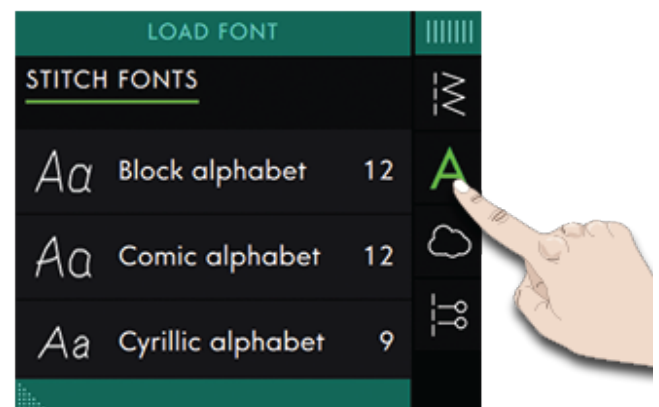 LOAD FONT
STITCH FONTS
Aa Block alphabet 12
A
Aa Comic alphabet 12
Aa Cyrillic alphabet 9